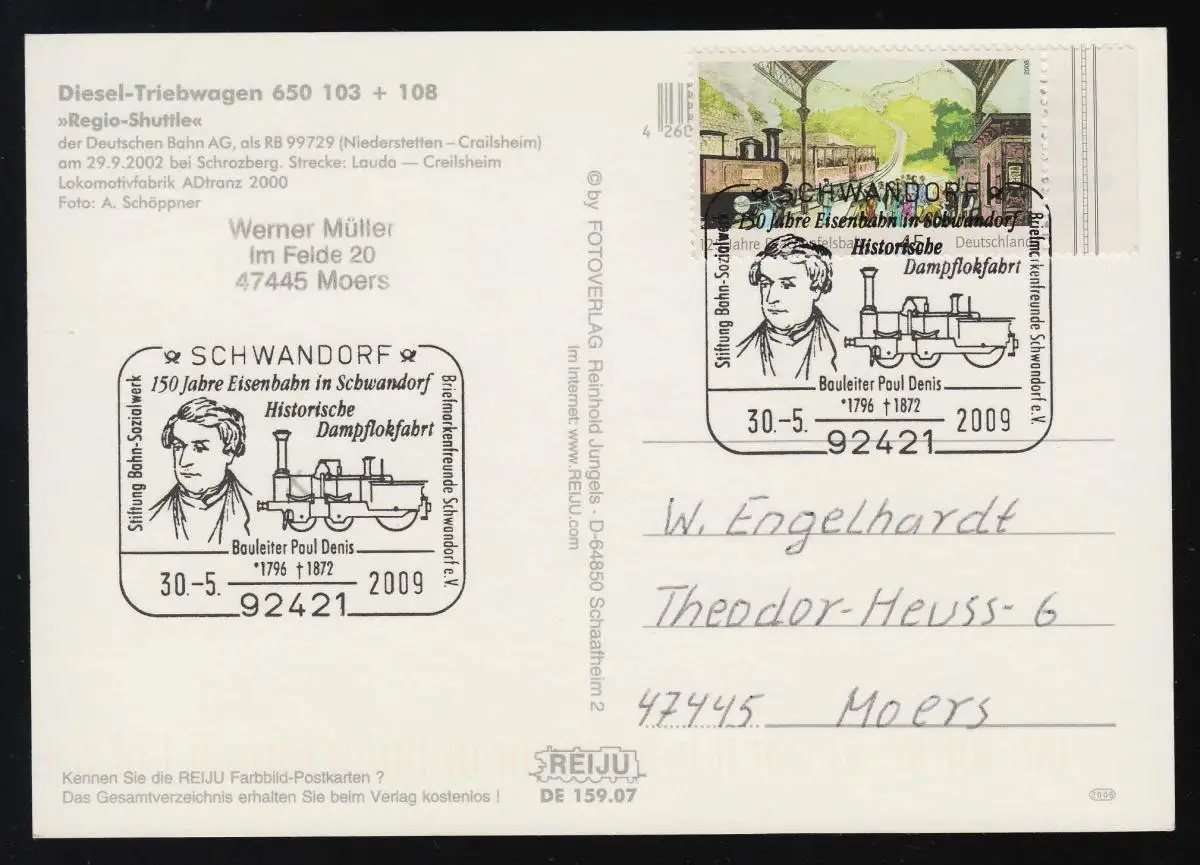 Diesel-Triebwagen 650 103 + 108
»Regio-Shuttle«
der Deutschen Bahn AG, als RB 99729 (Niederstetten – Crailsheim)
am 29.9.2002 bei Schrozberg. Strecke: Lauda — Creilsheim
Lokomotivfabrik ADtranz 2000
Foto: A. Schöppner
Werner Müller
Im Felde 20
47445 Moers
SCHWANDORF
150 Jahre Eisenbahn in Schwandorf
Historische
Dampflokfahrt
Stiftung Bahn-Sozialwerk
Briefmarkenfreunde Schwandorf e.V.
Bauleiter Paul Denis
*1796 †1872
30.-5. 2009
92421
Kennen Sie die REIJU Farbbild-Postkarten ?
Das Gesamtverzeichnis erhalten Sie beim Verlag kostenlos !
© by FOTOVERLAG Reinhold Jungels · D-64850 Schaafheim 2
Im Internet: www.REIJU.com
REIJU
DE 159.07
4 260
2008
45
Deutschland
SCHWANDORF
150 Jahre Eisenbahn in Schwandorf
Historische
Dampflokfahrt
Stiftung Bahn-Sozialwerk
Briefmarkenfreunde Schwandorf e.V.
Bauleiter Paul Denis
*1796 †1872
30.-5. 2009
92421
W. Engelhardt
Theodor-Heuss- 6
47445 Moers
2006